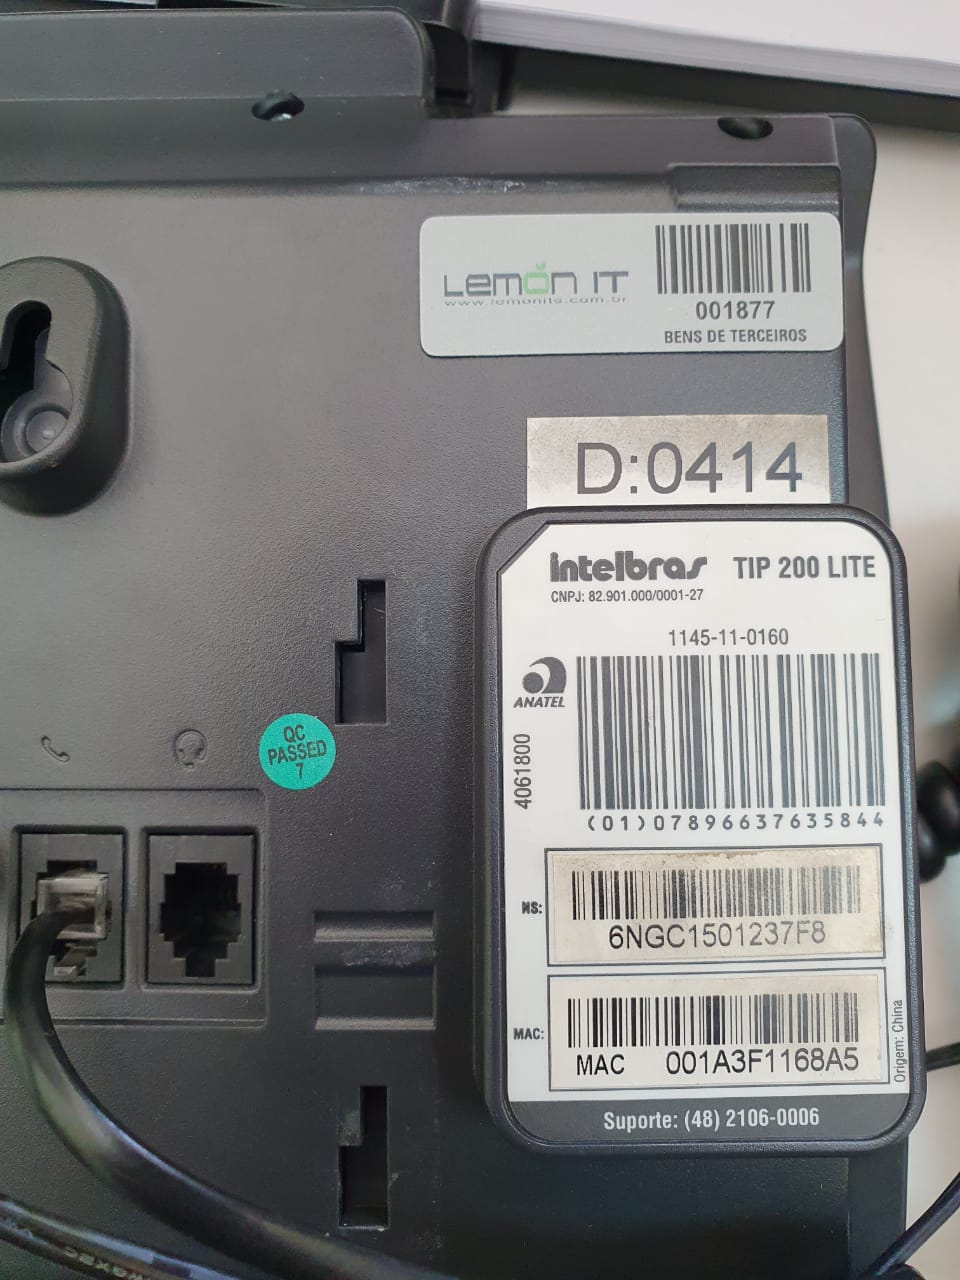 Lemon IT
www.lemonits.com.br
001877
BENS DE TERCEIROS
D:0414
intelbras TIP 200 LITE
CNPJ: 82.901.000/0001-27
1145-11-0160
ANATEL
4061800
(01)07896637635844
QC
PASSED
7
NS:
6NGC1501237F8
MAC:
MAC 001A3F1168A5
Origem: China
Suporte: (48) 2106-0006